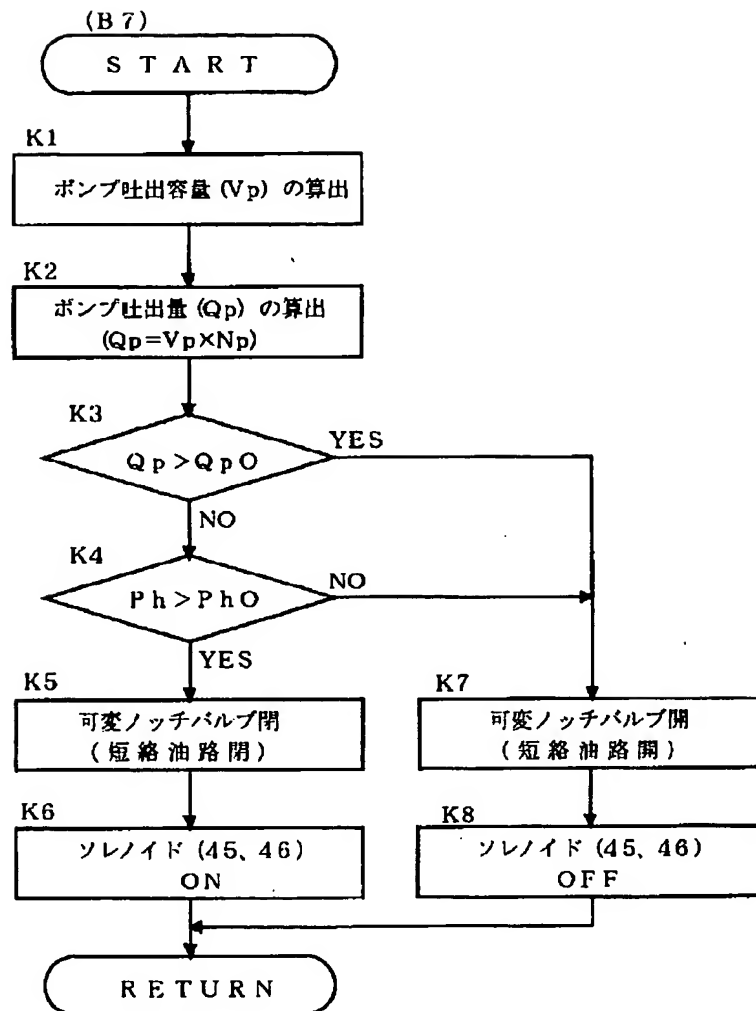 (B7)
START
K1
ポンプ吐出容量(Vp)の算出
K2
ポンプ吐出量(Qp)の算出
(Qp=Vp×Np)
K3
Qp>QpO
YES
NO
K4
Ph>PhO
NO
YES
K5
可変ノッチバルブ閉
(短絡油路閉)
K7
可変ノッチバルブ開
(短絡油路開)
K6
ソレノイド(45、46)
ON
K8
ソレノイド(45、46)
OFF
RETURN